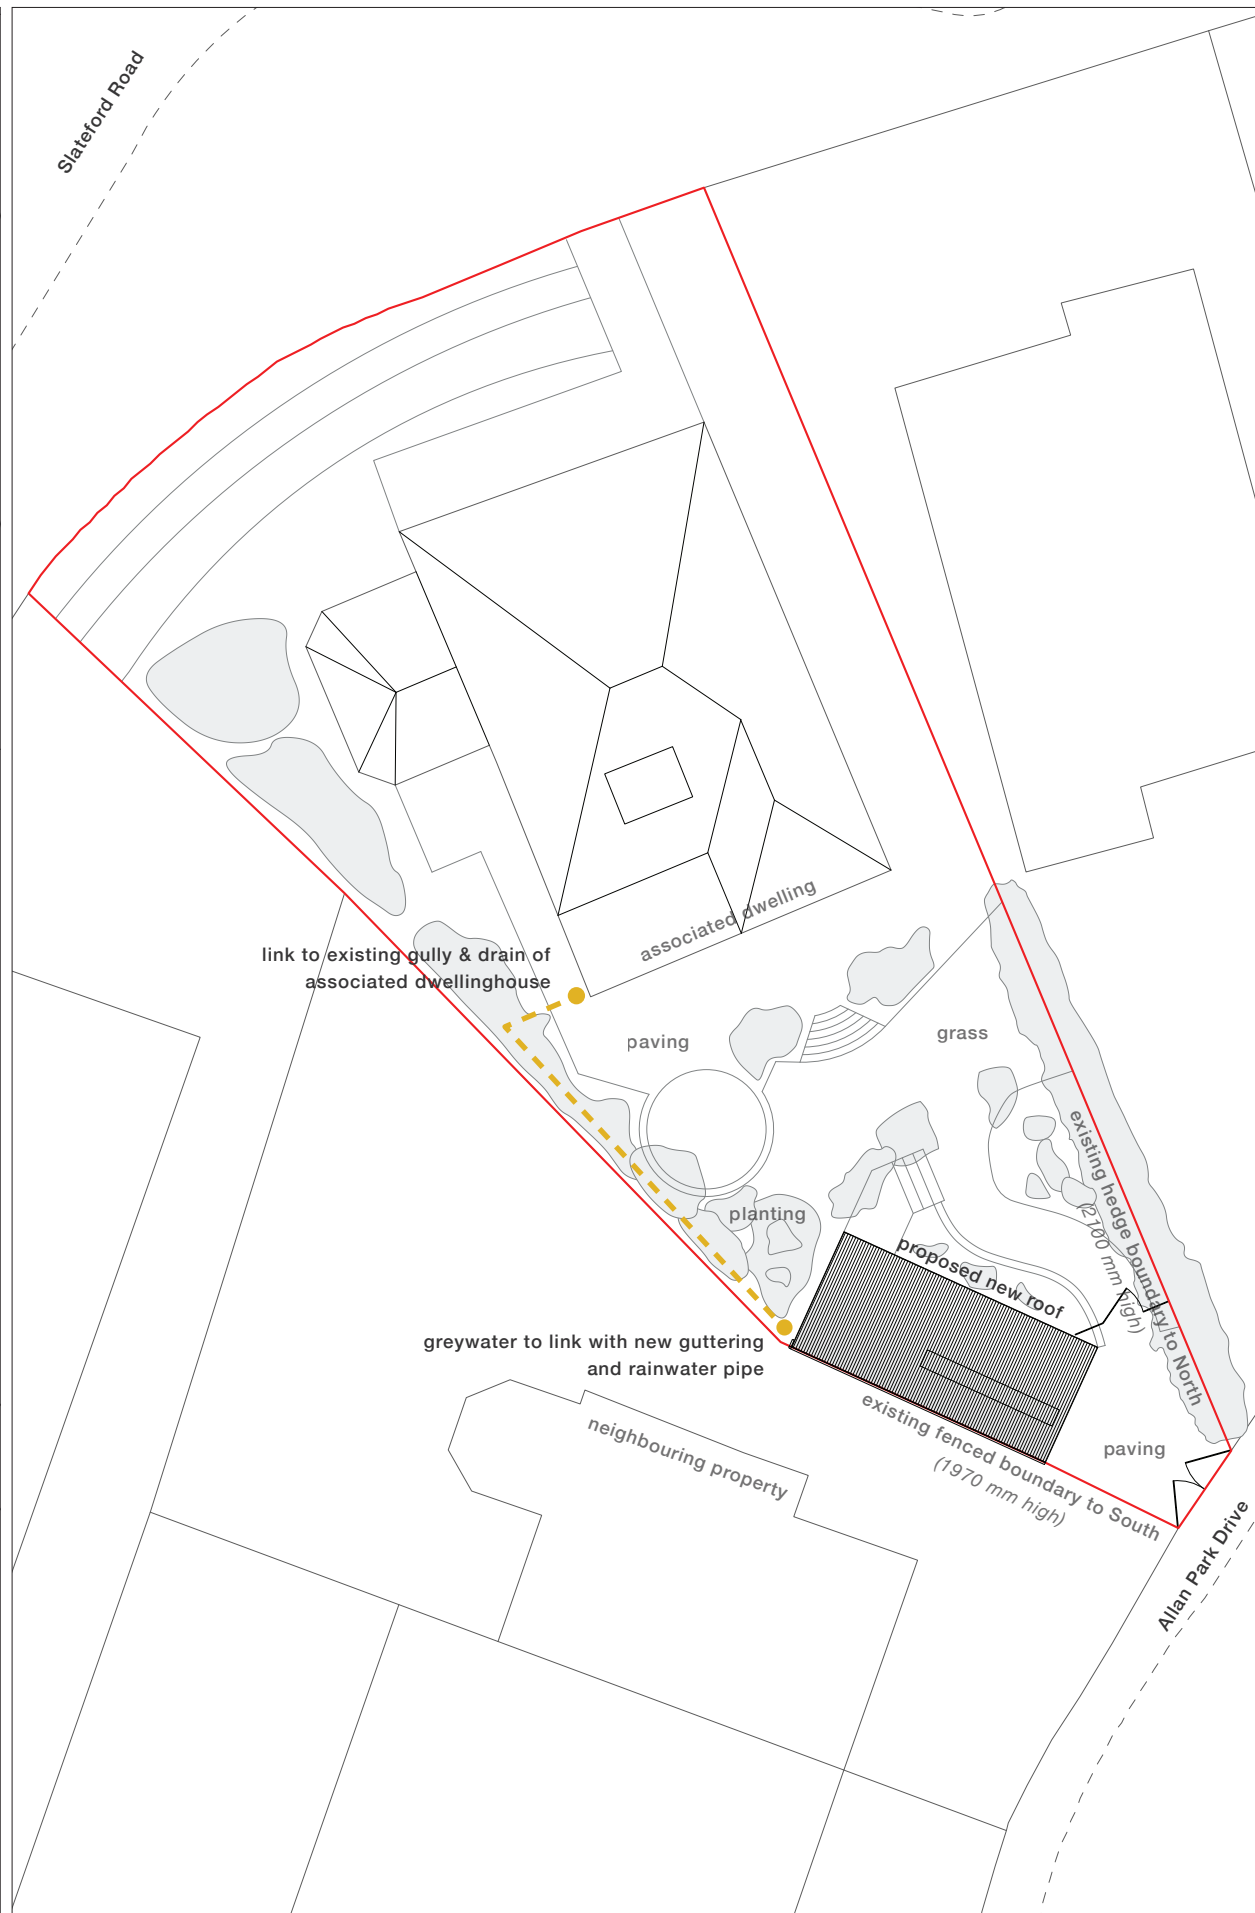 Slateford Road
associated dwelling
link to existing gully & drain of
associated dwellinghouse
paving
grass
existing hedge boundary to North
(2100 mm high)
planting
proposed new roof
greywater to link with new guttering
and rainwater pipe
existing fenced boundary to South
(1970 mm high)
neighbouring property
paving
Allan Park Drive